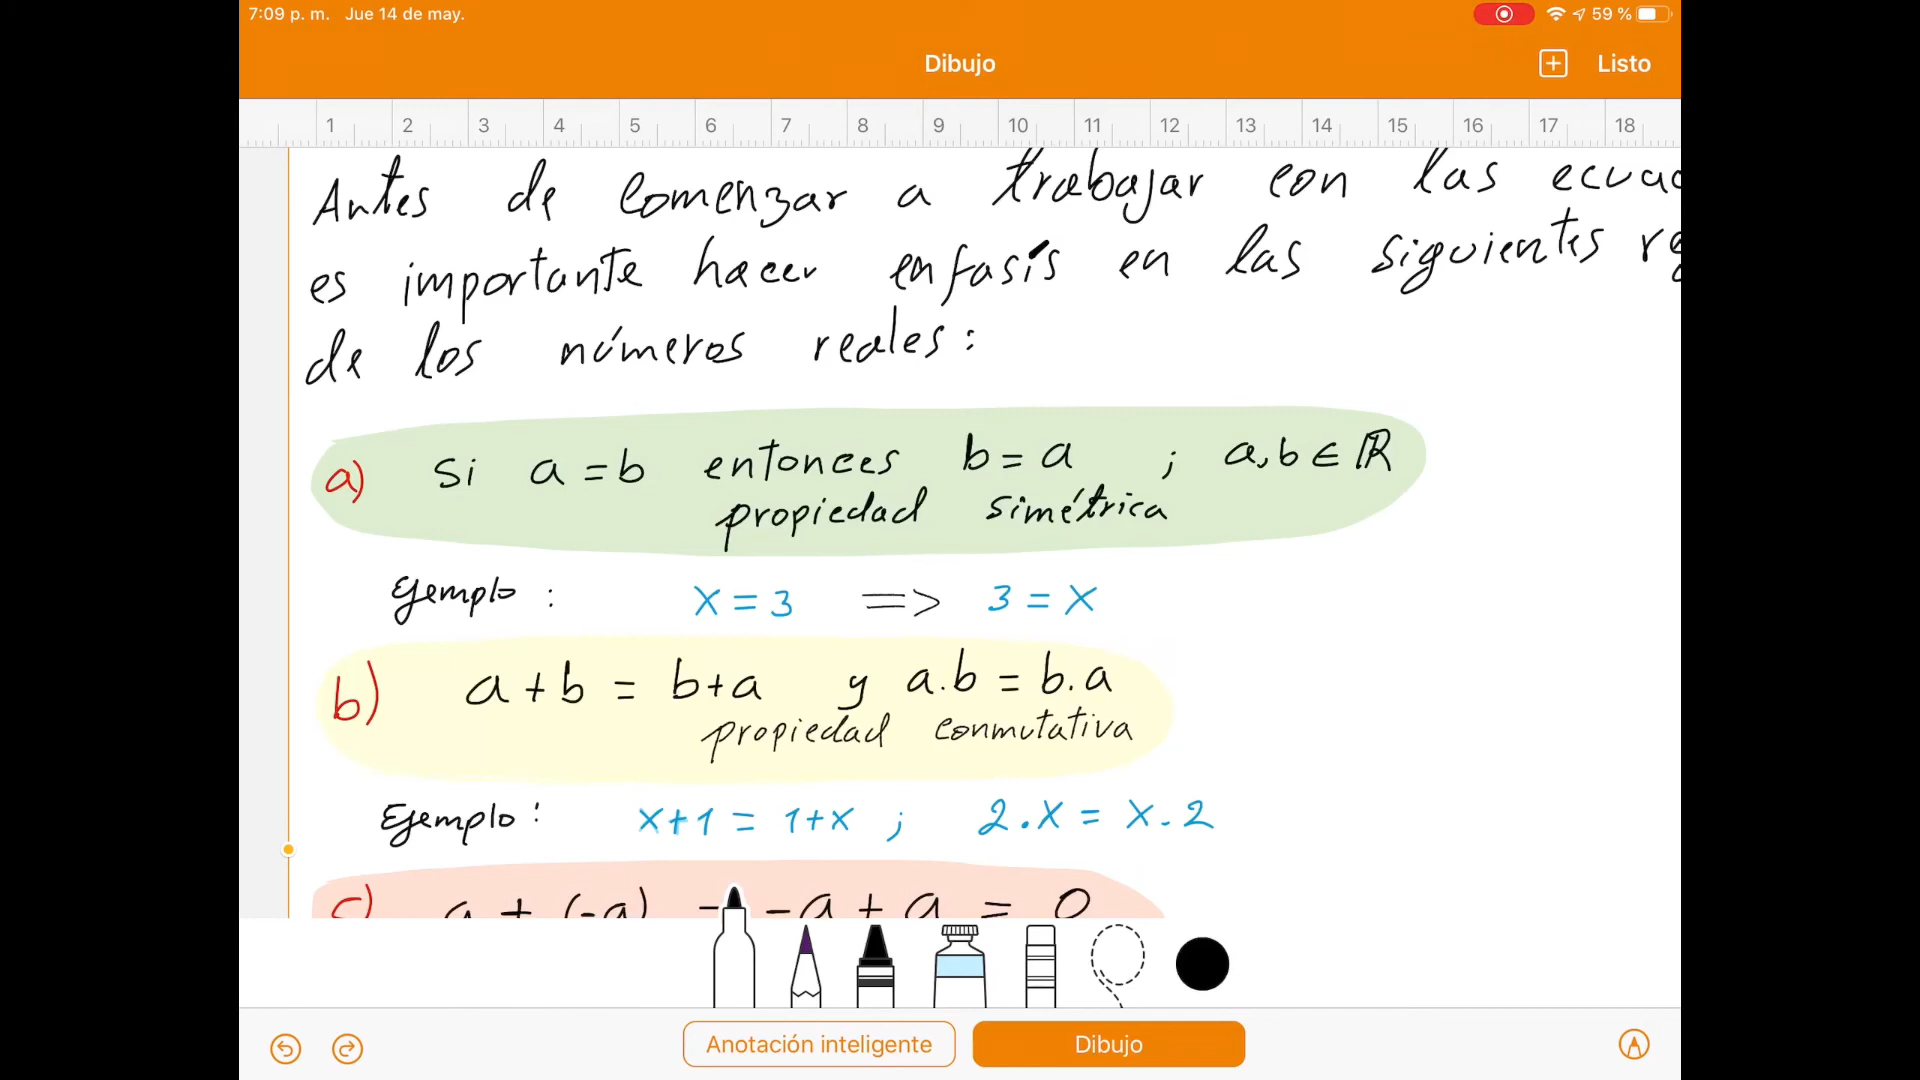 7:09 p. m. Jue 14 de may.
59 %
Dibujo
Listo
1 2 3 4 5 6 7 8 9 10 11 12 13 14 15 16 17 18
Antes de comenzar a trabajar con las ecuac
es importante hacer enfasis en las siguientes re
de los números reales:
a) Si a = b entonces b = a ; a,b ∈ ℝ
propiedad simétrica
Ejemplo : x = 3 => 3 = x
b) a + b = b + a y a.b = b.a
propiedad conmutativa
Ejemplo : x+1 = 1+x ; 2.x = x.2
c) a + (-a) = -a + a = 0
Anotación inteligente
Dibujo